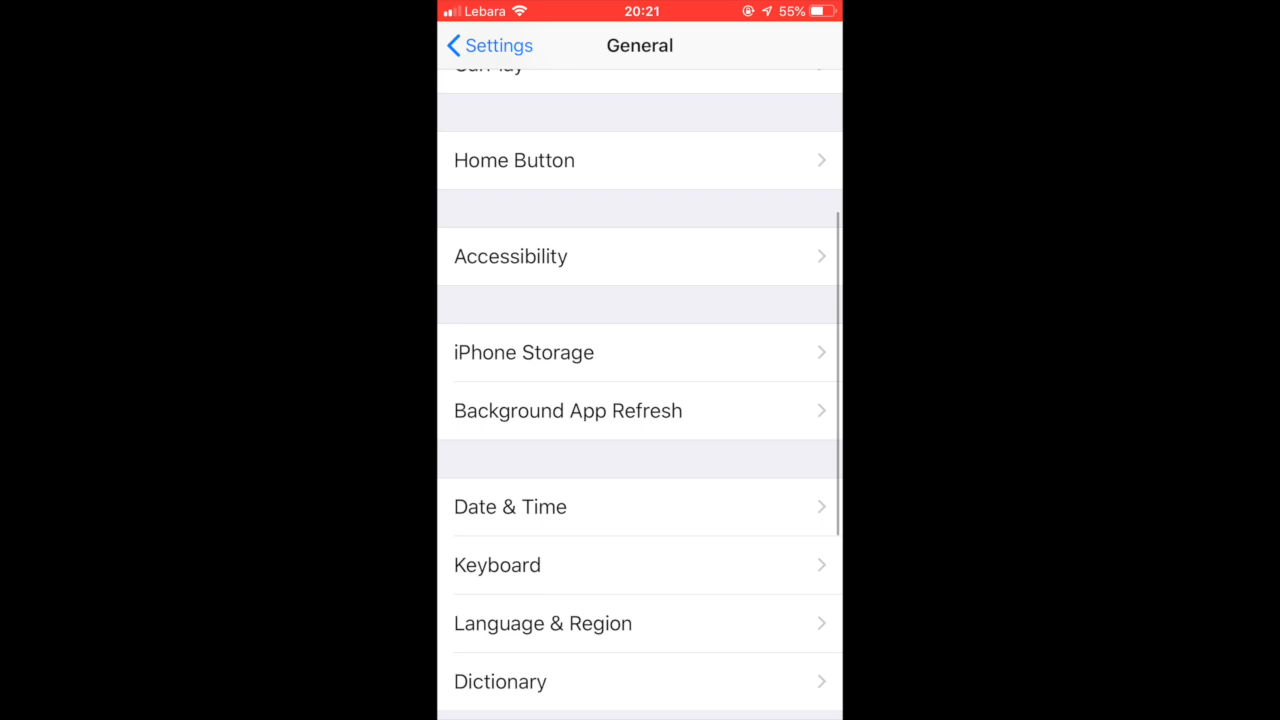 Lebara 20:21 55%
Settings General
Home Button
Accessibility
iPhone Storage
Background App Refresh
Date & Time
Keyboard
Language & Region
Dictionary